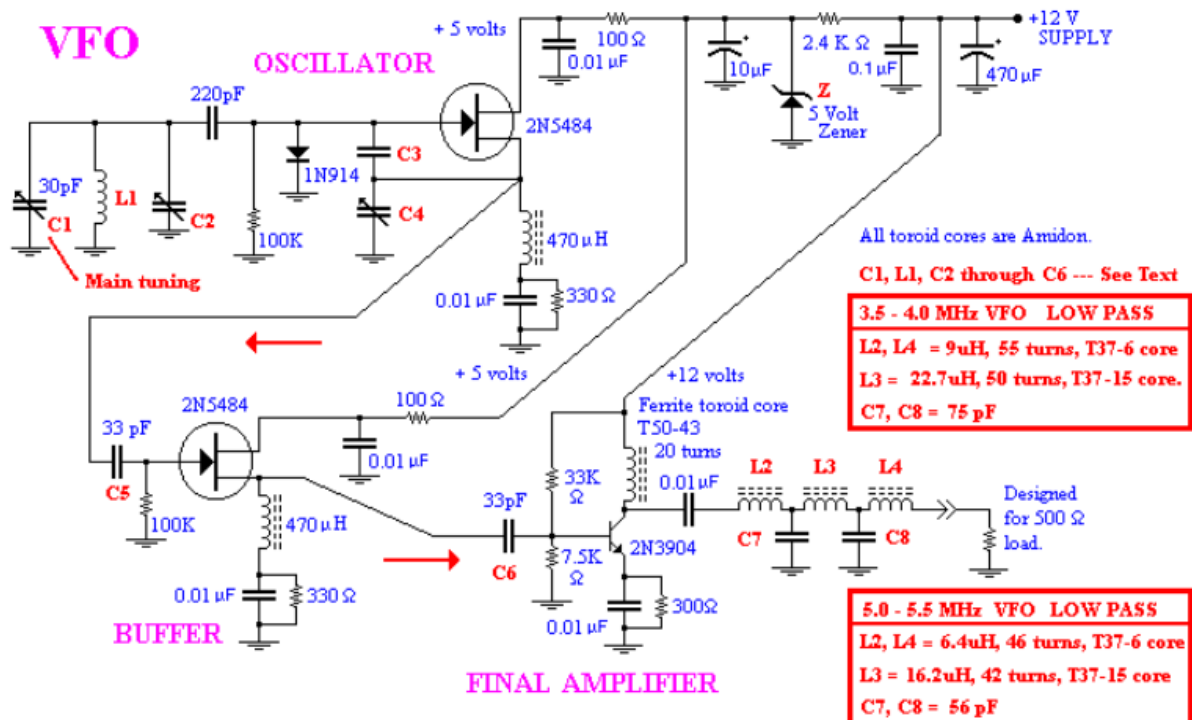 VFO
OSCILLATOR
+ 5 volts
100 Ω
0.01 µF
10µF
2.4 K Ω
0.1µF
470 µF
+12 V
SUPPLY
Z
5 Volt
Zener
220pF
2N5484
1N914
C3
C4
30pF
C1
L1
C2
100K
Main tuning
470 µH
0.01 µF
330 Ω
All toroid cores are Amidon.
C1, L1, C2 through C6 --- See Text
3.5 - 4.0 MHz VFO LOW PASS
L2, L4 = 9uH, 55 turns, T37-6 core
L3 = 22.7uH, 50 turns, T37-15 core.
C7, C8 = 75 pF
+ 5 volts
+12 volts
2N5484
100 Ω
33 pF
C5
100K
0.01 µF
470 µH
0.01 µF
330 Ω
BUFFER
Ferrite toroid core
T50-43
20 turns
33K
Ω
33pF
C6
7.5K
Ω
0.01 µF
2N3904
0.01 µF
300Ω
L2
L3
L4
C7
C8
Designed
for 500 Ω
load.
FINAL AMPLIFIER
5.0 - 5.5 MHz VFO LOW PASS
L2, L4 = 6.4uH, 46 turns, T37-6 core
L3 = 16.2uH, 42 turns, T37-15 core
C7, C8 = 56 pF